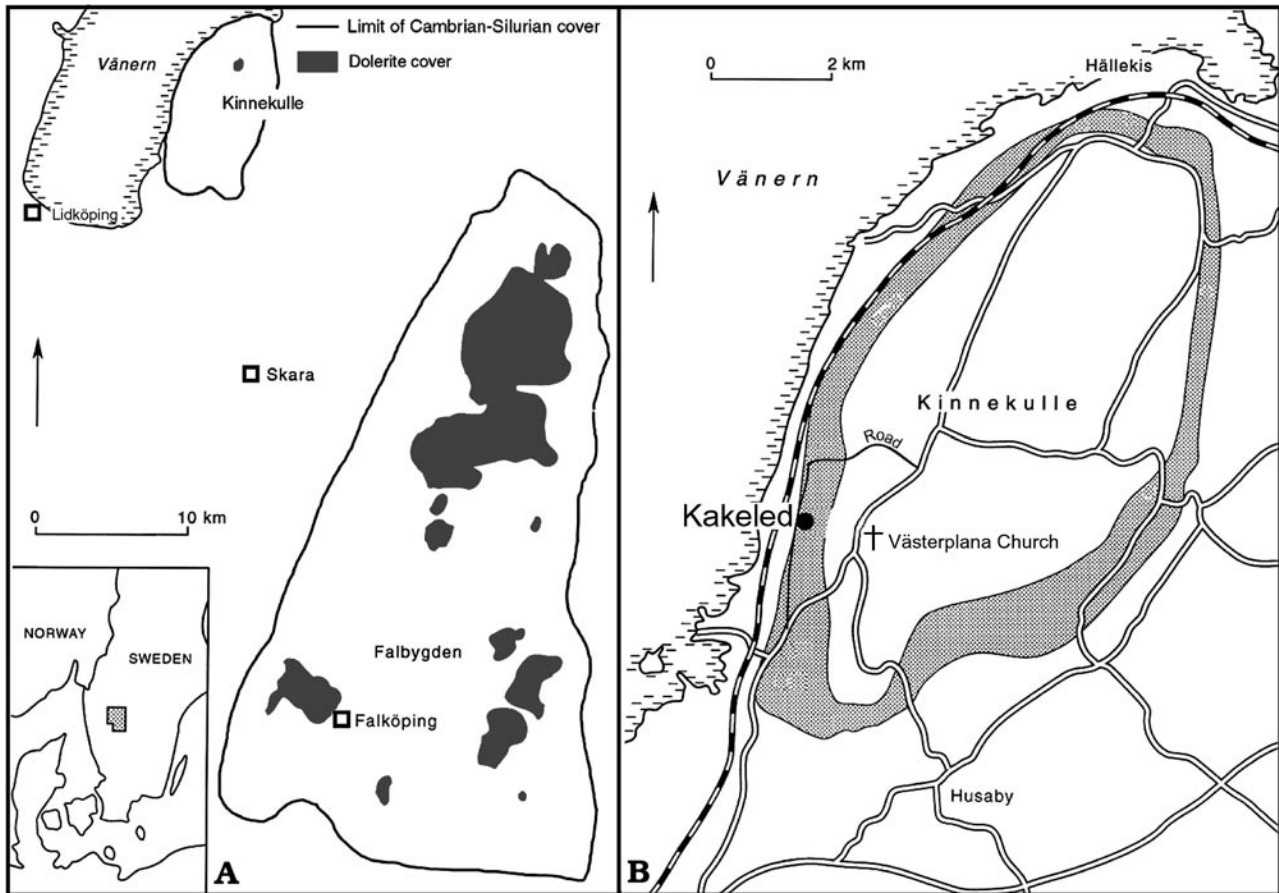 Limit of Cambrian-Silurian cover
Dolerite cover
Vänern
Kinnekulle
Lidköping
Skara
0 10 km
Falbygden
Falköping
NORWAY
SWEDEN
A
0 2 km
Hällekis
Vänern
Kinnekulle
Road
Kakeled
Västerplana Church
Husaby
B